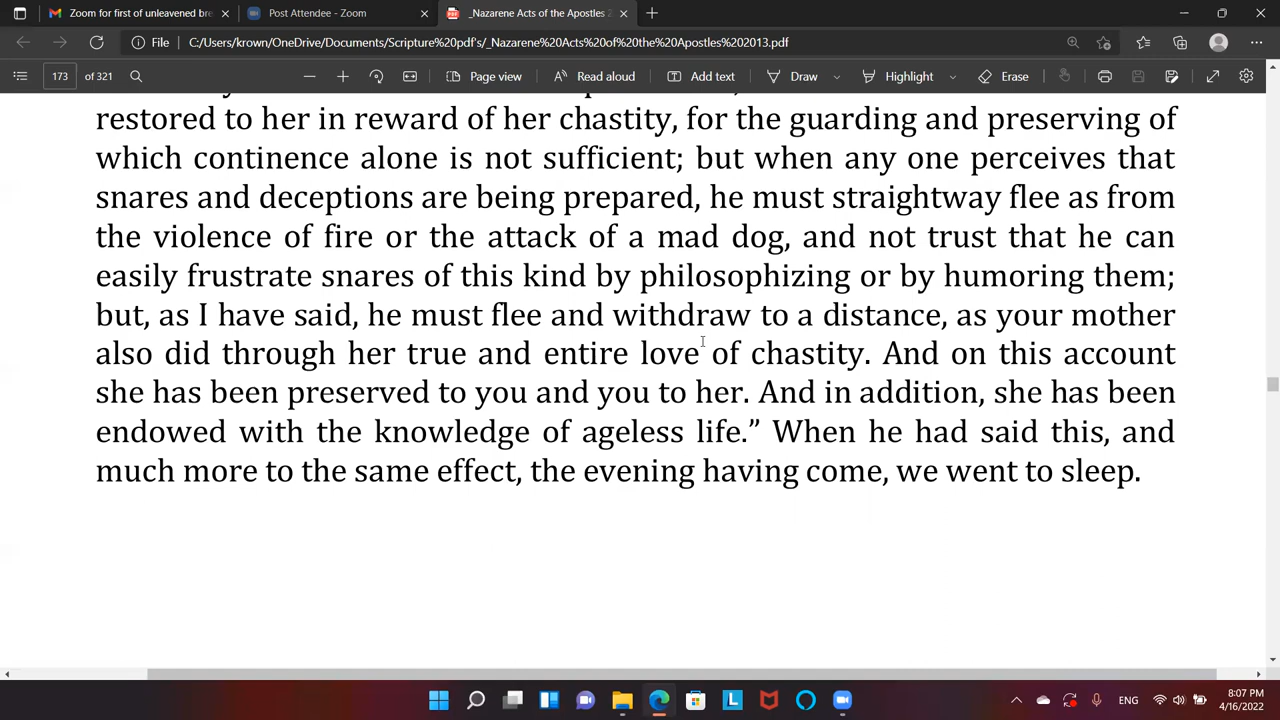 Zoom for first of unleavened bre
Post Attendee - Zoom
_Nazarene Acts of the Apostles 2
File
C:/Users/krown/OneDrive/Documents/Scripture%20pdf's/_Nazarene%20Acts%20of%20the%20Apostles%202013.pdf
173 of 321
Page view
Read aloud
Add text
Draw
Highlight
Erase
restored to her in reward of her chastity, for the guarding and preserving of
which continence alone is not sufficient; but when any one perceives that
snares and deceptions are being prepared, he must straightway flee as from
the violence of fire or the attack of a mad dog, and not trust that he can
easily frustrate snares of this kind by philosophizing or by humoring them;
but, as I have said, he must flee and withdraw to a distance, as your mother
also did through her true and entire love of chastity. And on this account
she has been preserved to you and you to her. And in addition, she has been
endowed with the knowledge of ageless life.” When he had said this, and
much more to the same effect, the evening having come, we went to sleep.
ENG
8:07 PM
4/16/2022